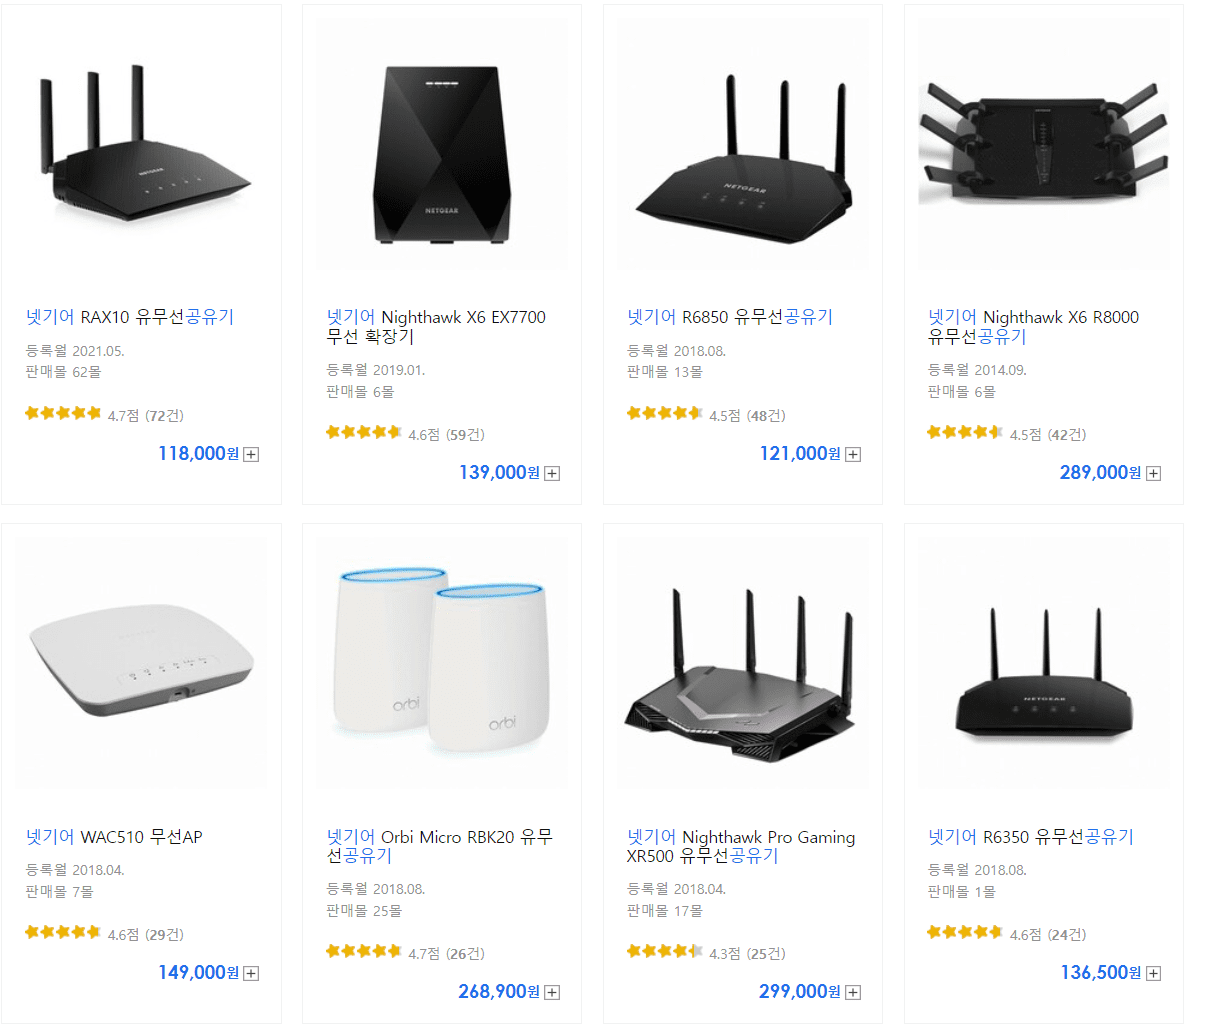 NETGEAR
NETGEAR
NETGEAR
넷기어 RAX10 유무선공유기
등록월 2021.05.
판매몰 62몰
4.7점 (72건)
118,000원
넷기어 Nighthawk X6 EX7700
무선 확장기
등록월 2019.01.
판매몰 6몰
4.6점 (59건)
139,000원
넷기어 R6850 유무선공유기
등록월 2018.08.
판매몰 13몰
4.5점 (48건)
121,000원
넷기어 Nighthawk X6 R8000
유무선공유기
등록월 2014.09.
판매몰 6몰
4.5점 (42건)
289,000원
orbi
orbi
NETGEAR
넷기어 WAC510 무선AP
등록월 2018.04.
판매몰 7몰
4.6점 (29건)
149,000원
넷기어 Orbi Micro RBK20 유무
선공유기
등록월 2018.08.
판매몰 25몰
4.7점 (26건)
268,900원
넷기어 Nighthawk Pro Gaming
XR500 유무선공유기
등록월 2018.04.
판매몰 17몰
4.3점 (25건)
299,000원
넷기어 R6350 유무선공유기
등록월 2018.08.
판매몰 1몰
4.6점 (24건)
136,500원